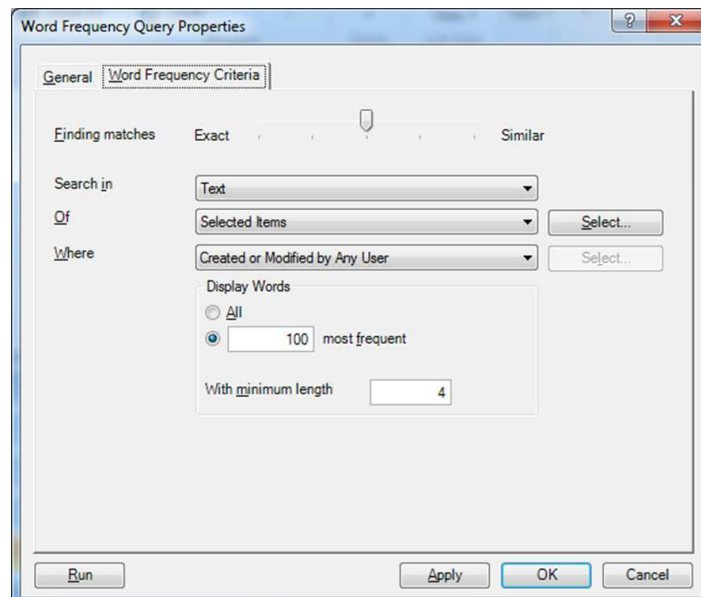 Word Frequency Query Properties
?
General Word Frequency Criteria
Finding matches Exact Similar
Search in Text
Of Selected Items Select...
Where Created or Modified by Any User Select...
Display Words
All
100 most frequent
With minimum length 4
Run Apply OK Cancel